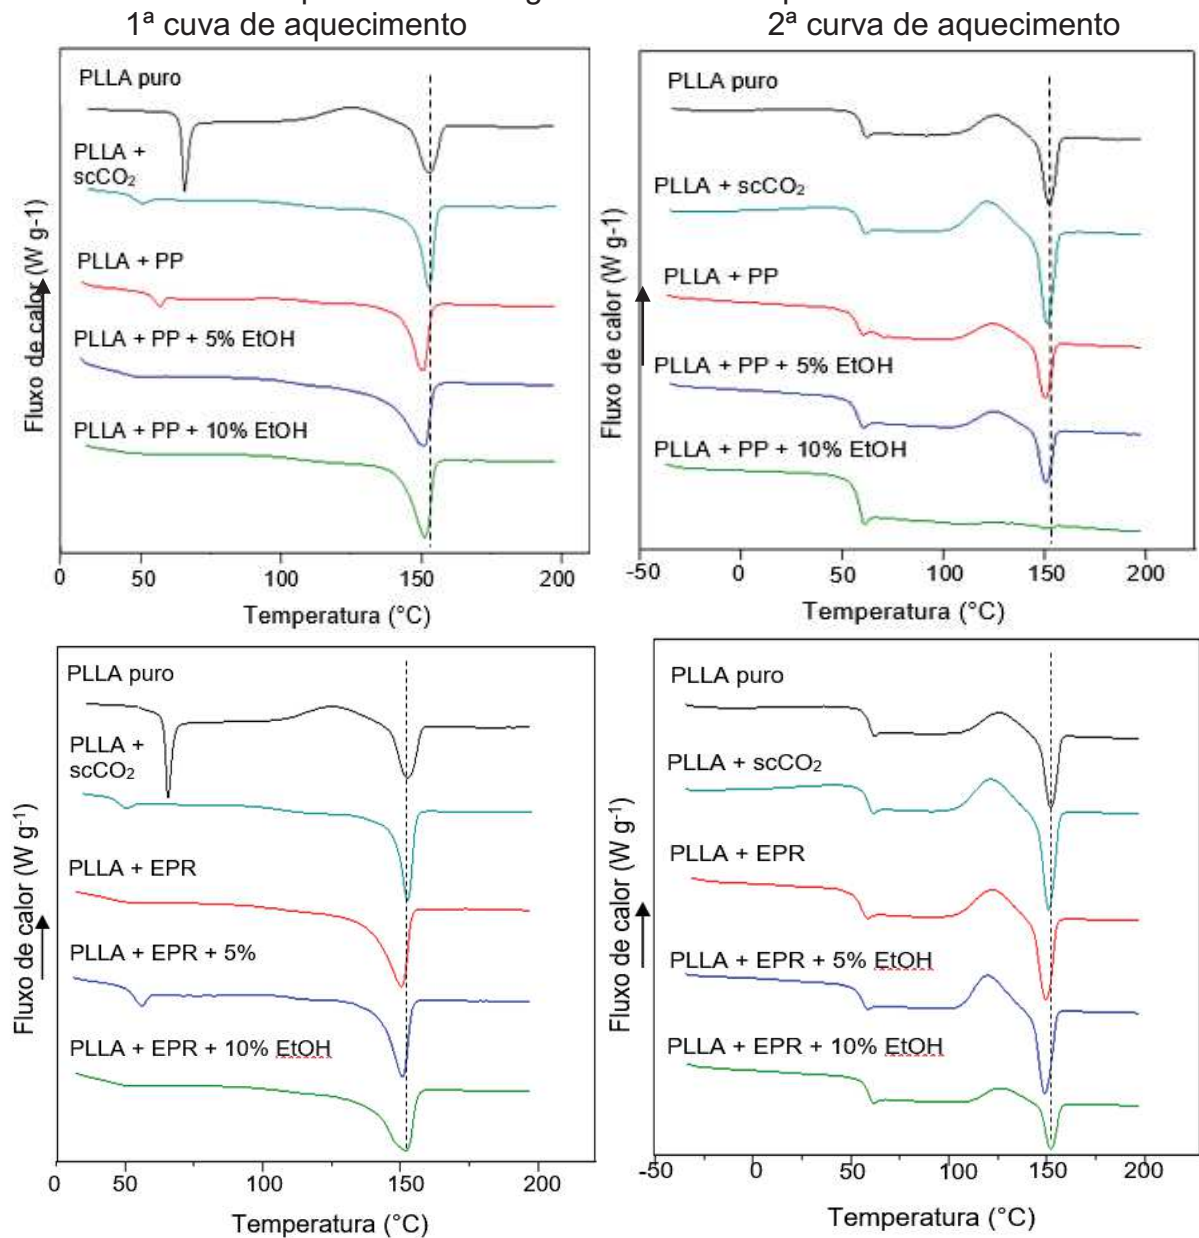 1ª cuva de aquecimento
2ª curva de aquecimento
PLLA puro
PLLA +
scCO₂
PLLA + PP
PLLA + PP + 5% EtOH
PLLA + PP + 10% EtOH
Fluxo de calor (W g-1)
0 50 100 150 200
Temperatura (°C)
PLLA puro
PLLA + scCO₂
PLLA + PP
PLLA + PP + 5% EtOH
PLLA + PP + 10% EtOH
Fluxo de calor (W g-1)
-50 0 50 100 150 200
Temperatura (°C)
PLLA puro
PLLA +
scCO₂
PLLA + EPR
PLLA + EPR + 5%
PLLA + EPR + 10% EtOH
Fluxo de calor (W g⁻¹)
0 50 100 150 200
Temperatura (°C)
PLLA puro
PLLA + scCO₂
PLLA + EPR
PLLA + EPR + 5% EtOH
PLLA + EPR + 10% EtOH
Fluxo de calor (W g⁻¹)
-50 0 50 100 150 200
Temperatura (°C)